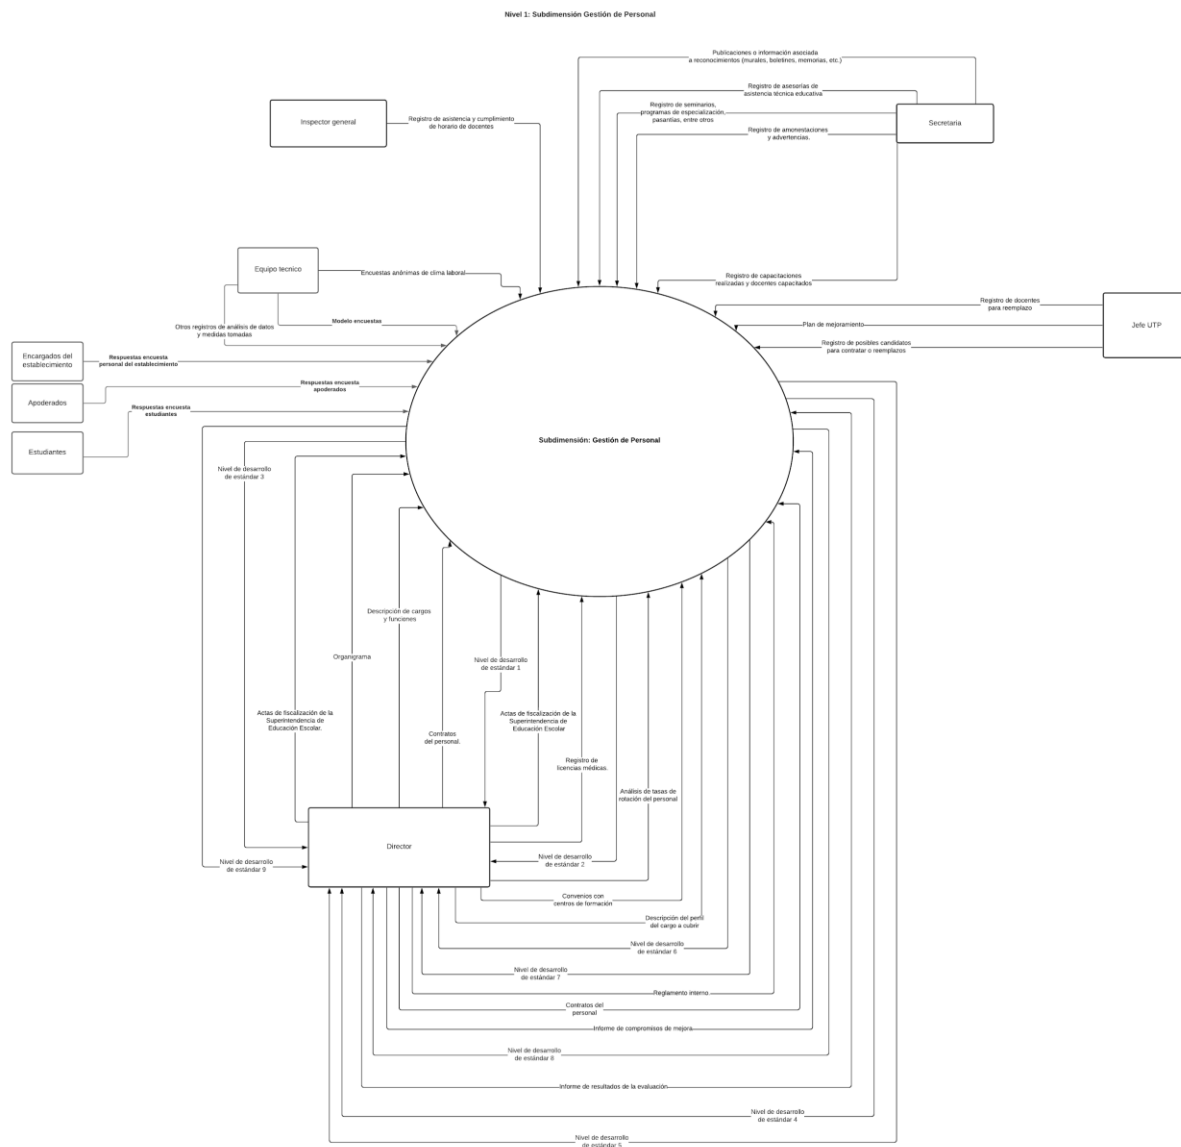 Nivel 1: Subdimensión Gestión de Personal
Publicaciones o información asociada
a reconocimientos (murales, boletines, memorias, etc.)
Registro de asesorías de
asistencia técnica educativa
Registro de seminarios,
programas de especialización,
pasantías, entre otros
Registro de amonestaciones
y advertencias.
Secretaria
Inspector general
Registro de asistencia y cumplimiento
de horario de docentes
Equipo tecnico
Encuestas anénimas de clima laboral
Registro de capacitaciones
realizadas y docentes capacitados
Modelo encuestas
Otros registros de análisis de datos
y medidas tomadas
Registro de docentes
para reemplazo
Plan de mejoramiento
Jefe UTP
Registro de posibles candidatos
para contratar o reemplazos
Encargados del
establecimiento
Respuestas encuesta
personal del establecimiento
Apoderados
Respuestas encuesta
apoderados
Respuestas encuesta
estudiantes
Estudiantes
Subdimensión: Gestión de Personal
Nivel de desarrollo
de estándar 3
Descripción de cargos
y funciones
Organigrama
Nivel de desarrollo
de estándar 1
Actas de fiscalización de la
Superintendencia de
Educación Escolar.
Actas de fiscalización de la
Superintendencia de
Educación Escolar
Contratos
del personal.
Registro de
licencias médicas.
Análisis de tasas de
rotación del personal
Director
Nivel de desarrollo
de estándar 9
Nivel de desarrollo
de estándar 2
Convenios con
centros de formación
Descripción del perfil
del cargo a cubrir
Nivel de desarrollo
de estándar 6
Nivel de desarrollo
de estándar 7
Reglamento interno
Contratos del
personal
Informe de compromisos de mejora
Nivel de desarrollo
de estándar 8
Informe de resultados de la evaluación
Nivel de desarrollo
de estándar 4
Nivel de desarrollo
de estándar 5